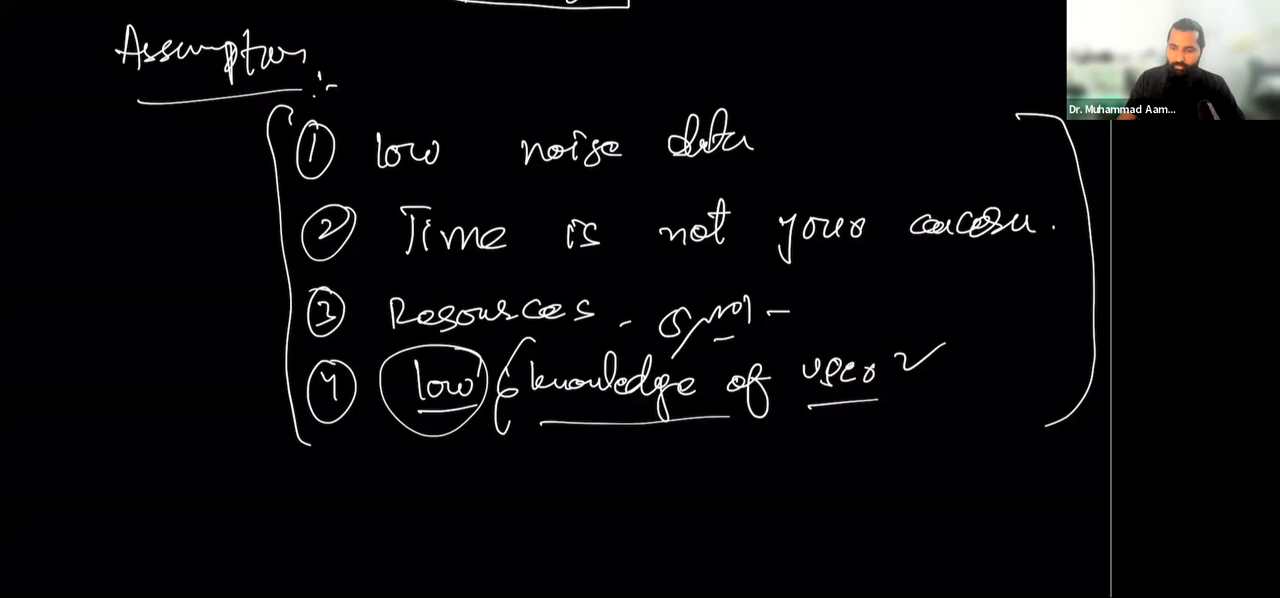 Assumption :-
① low noise data
② Time is not your
③ Resources - -
④ low knowledge of user ✓
Dr. Muhammad Aam...